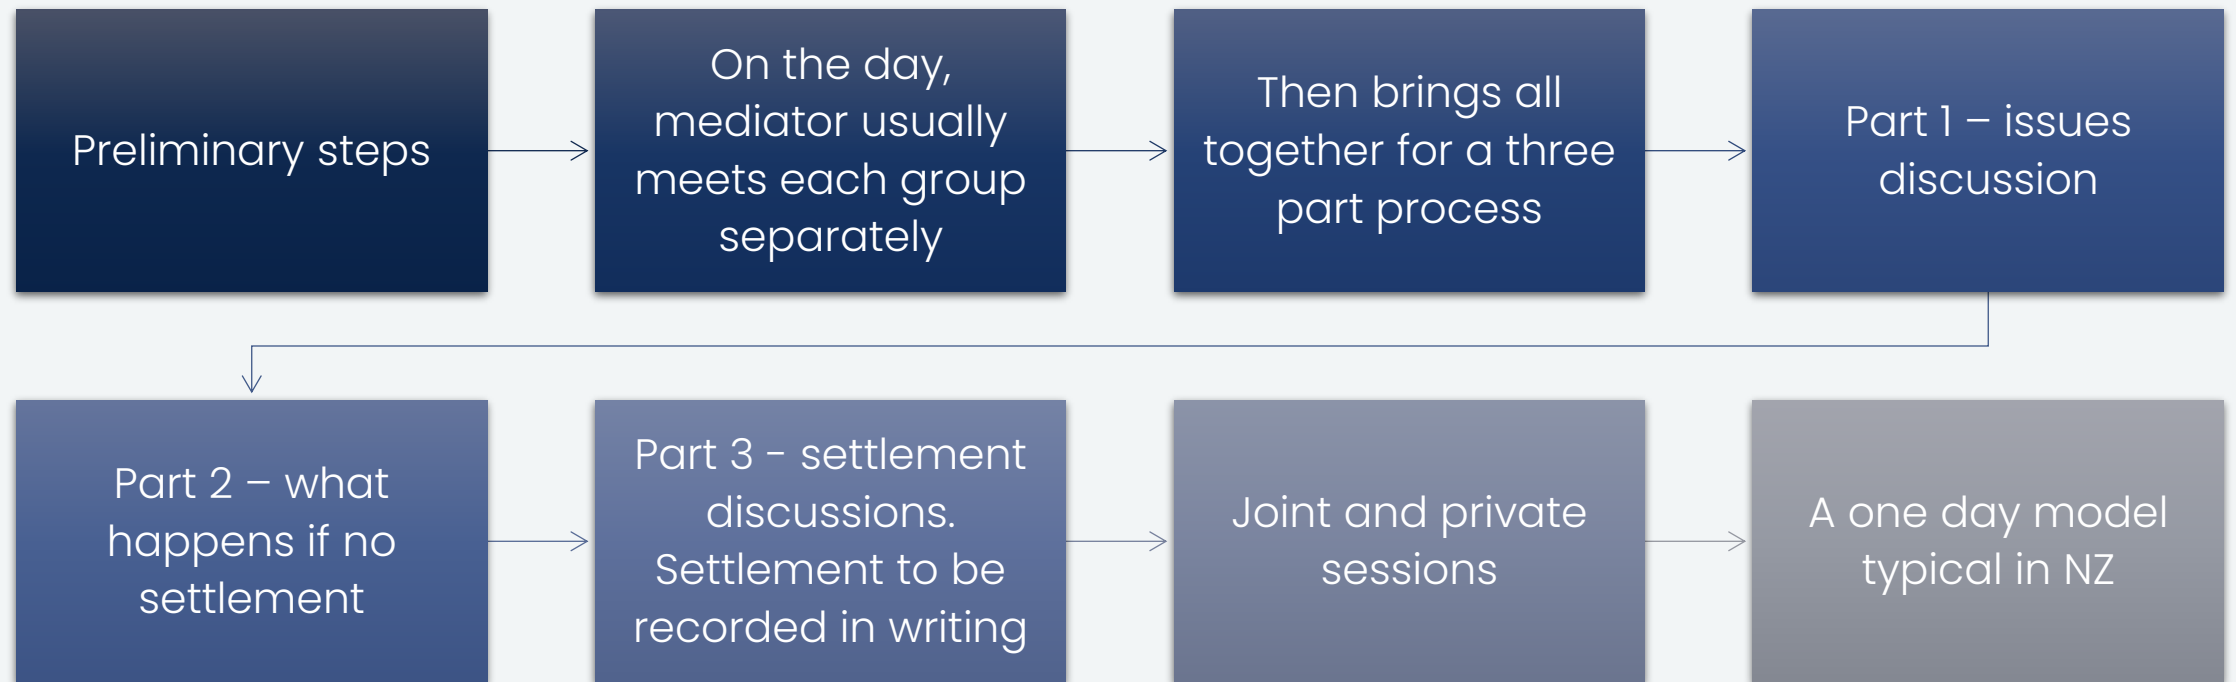 Preliminary steps
On the day,
mediator usually
meets each group
separately
Then brings all
together for a three
part process
Part 1 – issues
discussion
Part 2 – what
happens if no
settlement
Part 3 - settlement
discussions.
Settlement to be
recorded in writing
Joint and private
sessions
A one day model
typical in NZ